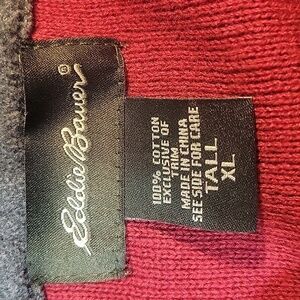 Eddie Bauer®
100% COTTON
EXCLUSIVE OF
TRIM
MADE IN CHINA
SEE SIDE FOR CARE
TALL
XL